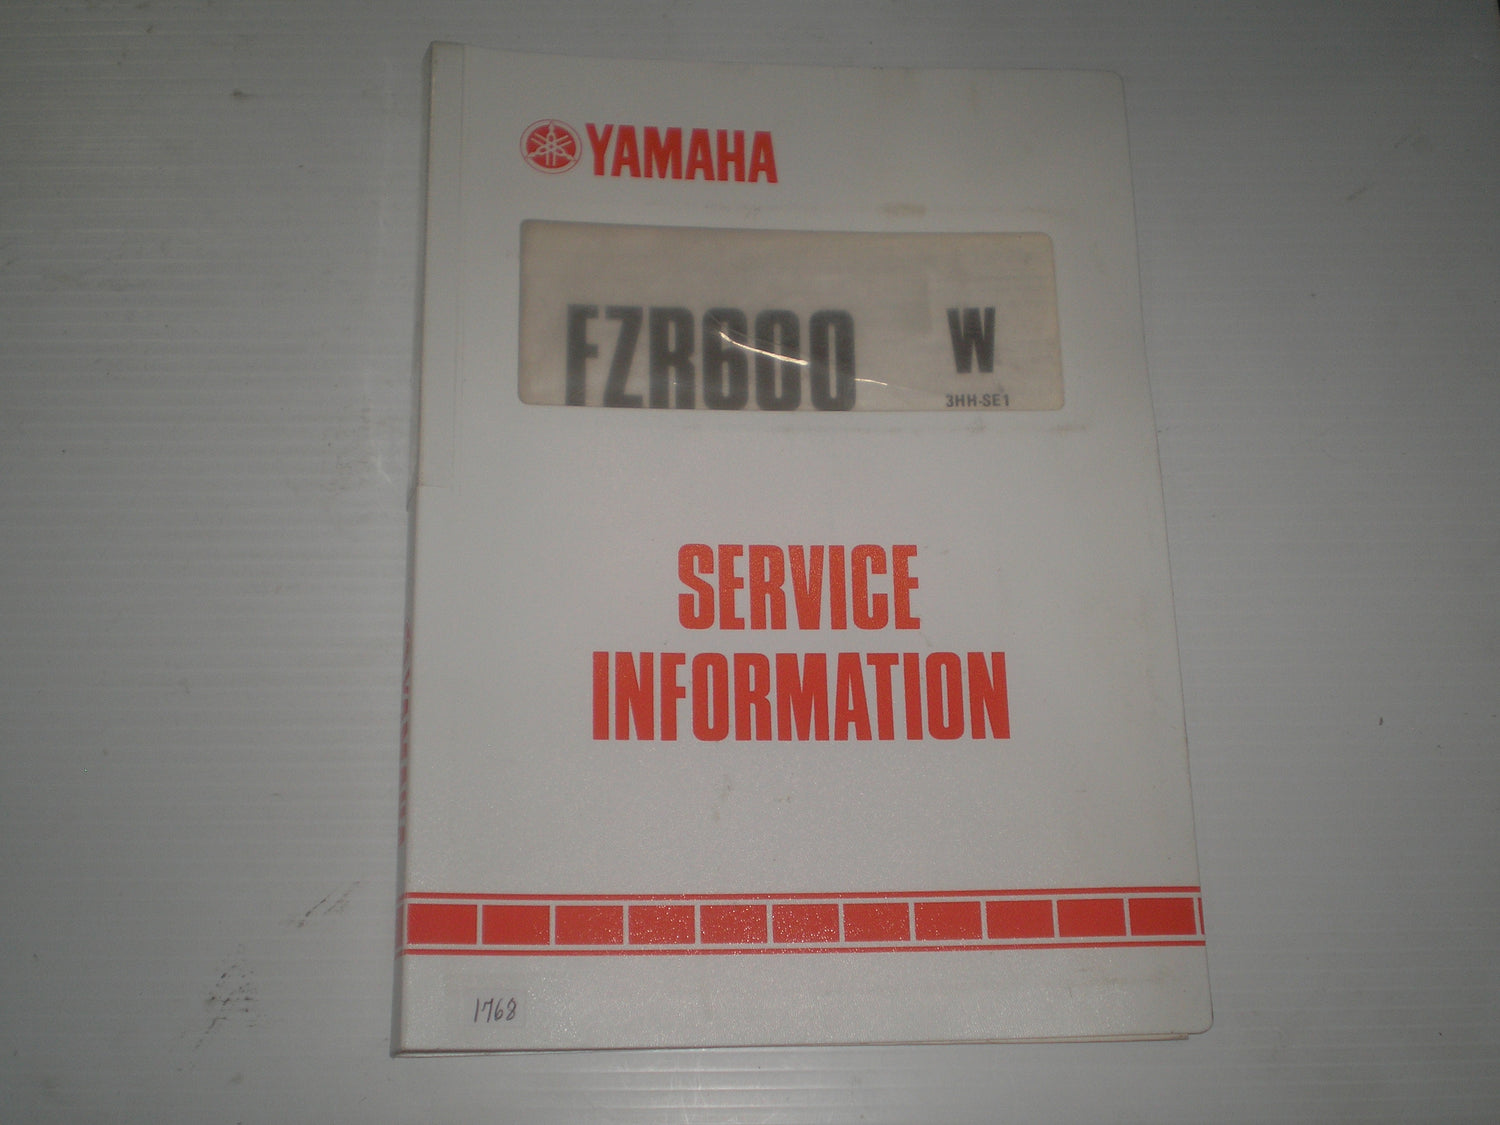 YAMAHA
FZR600 W
3HH-SE1
SERVICE
INFORMATION
1768